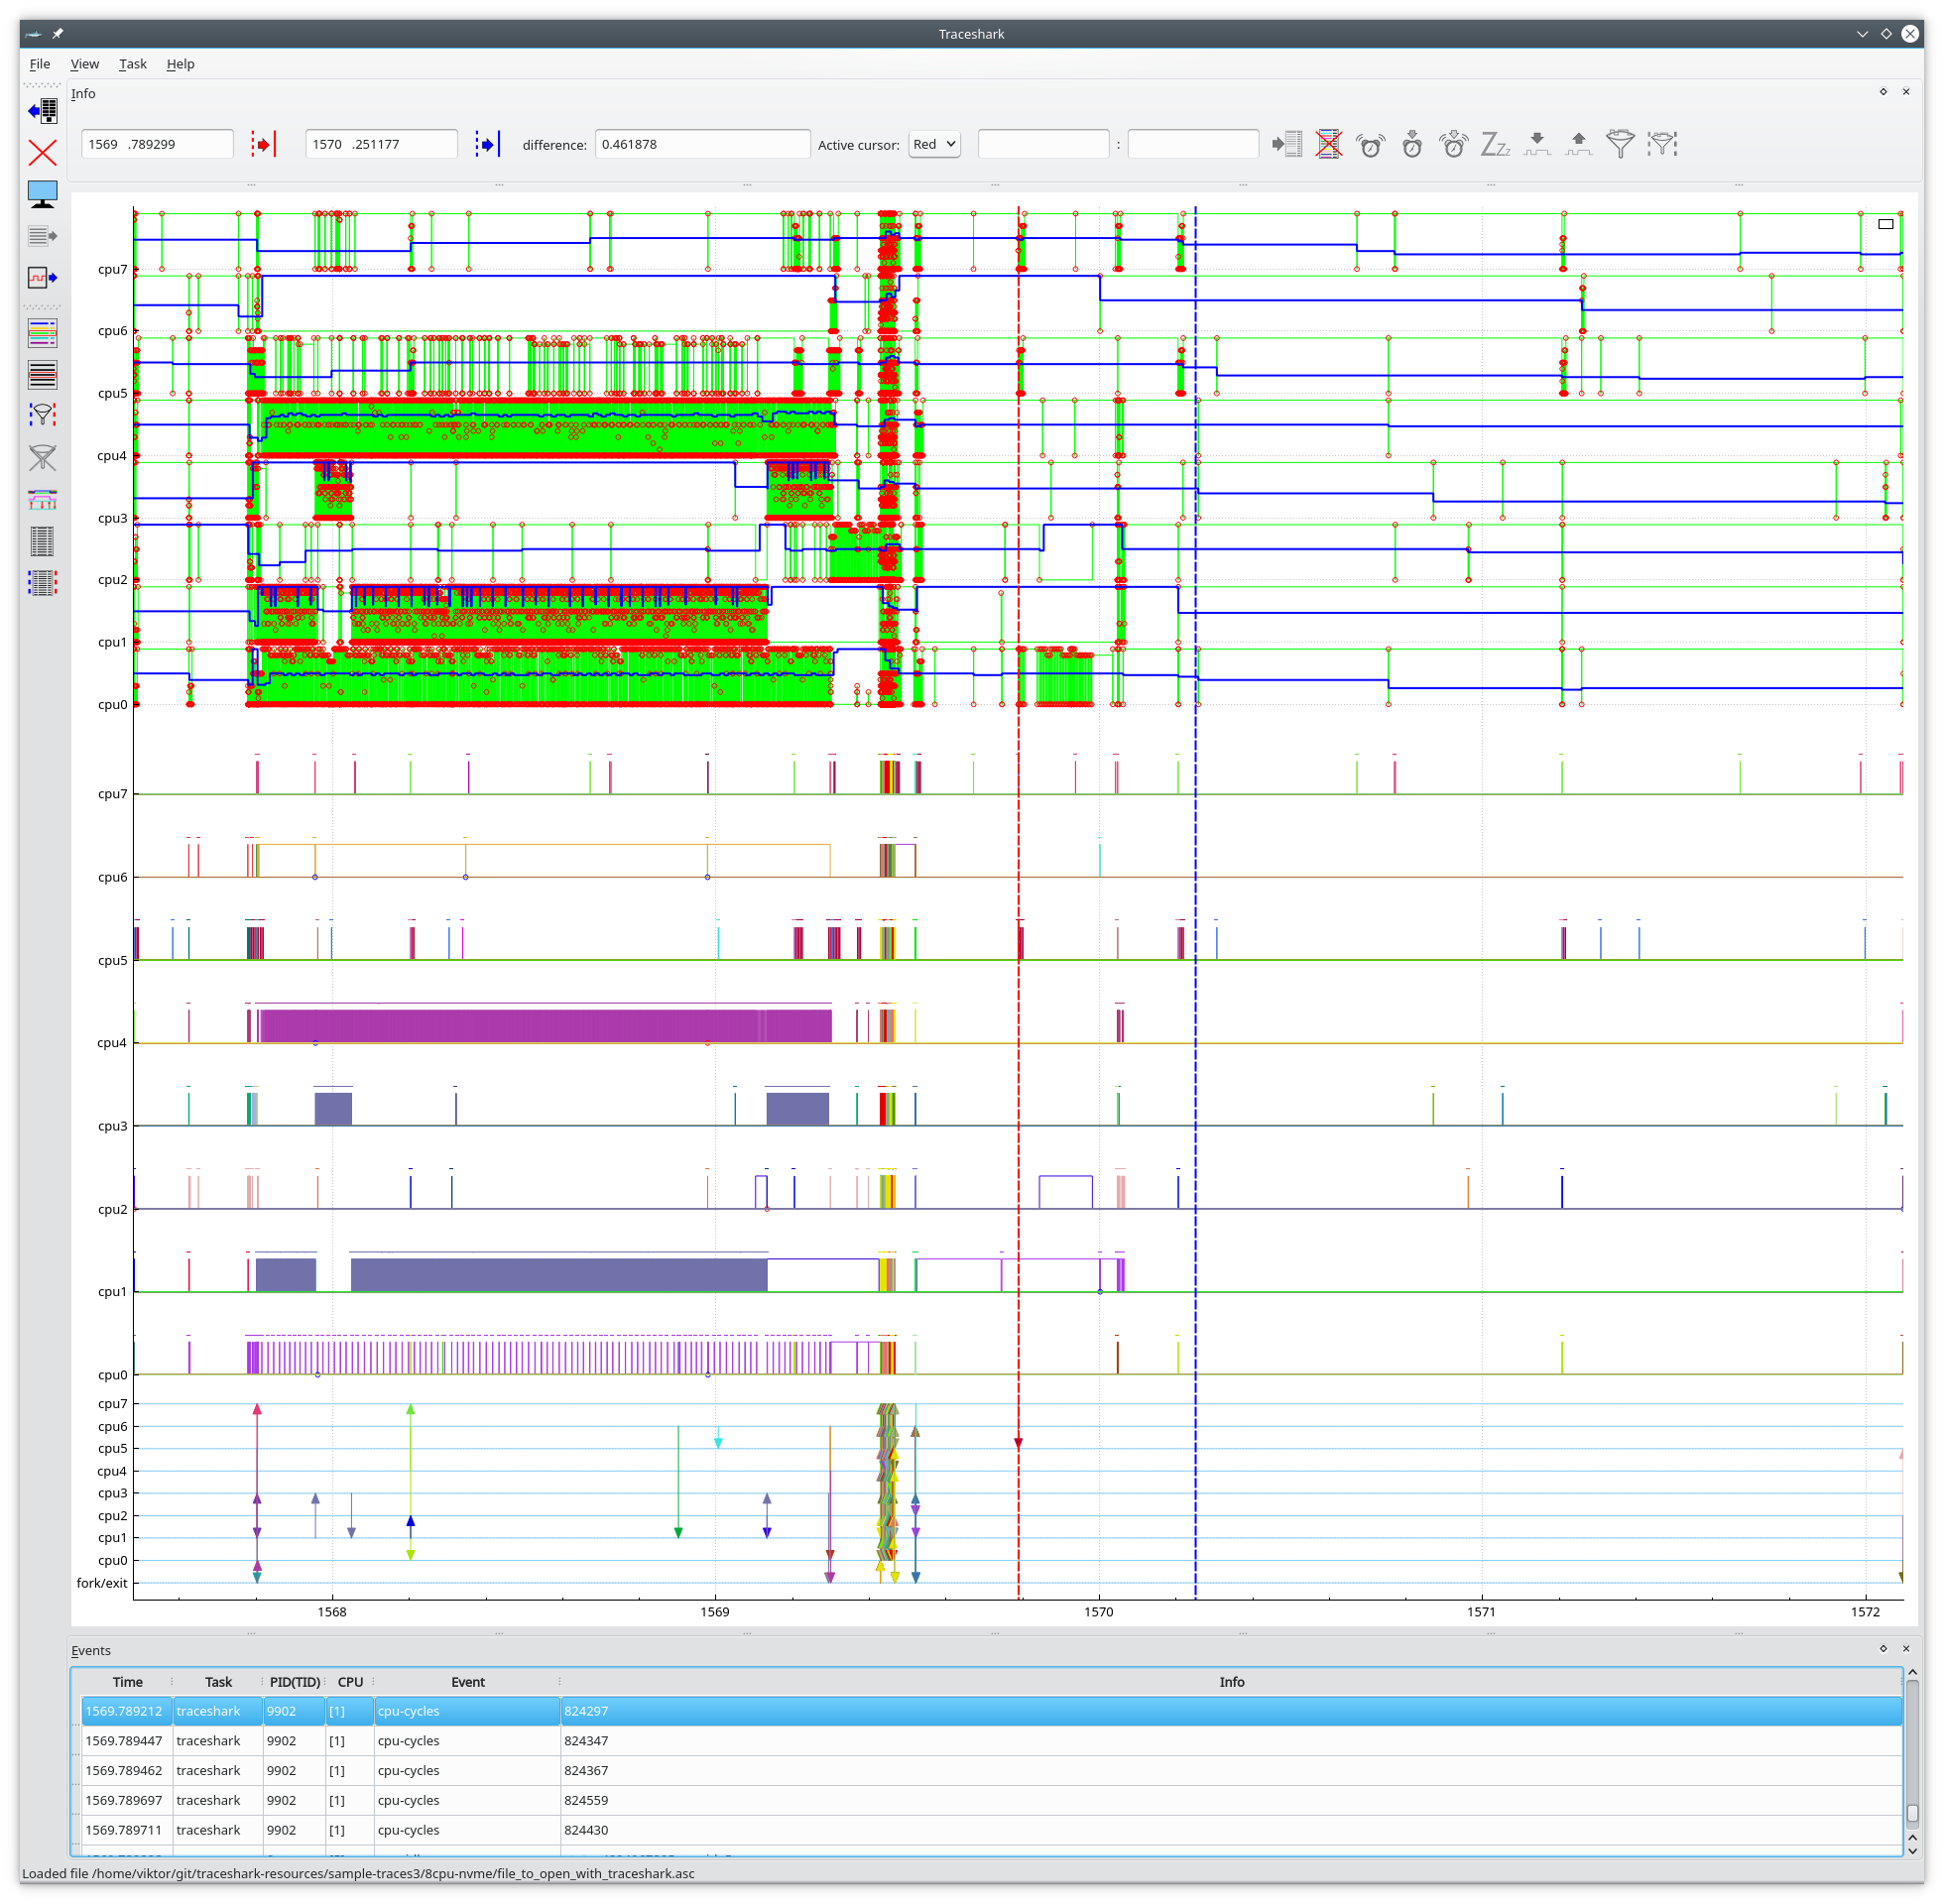 Traceshark
File View Task Help
Info
1569 .789299 1570 .251177 difference: 0.461878 Active cursor: Red :
cpu7
cpu6
cpu5
cpu4
cpu3
cpu2
cpu1
cpu0
cpu7
cpu6
cpu5
cpu4
cpu3
cpu2
cpu1
cpu0
cpu7
cpu6
cpu5
cpu4
cpu3
cpu2
cpu1
cpu0
fork/exit
1568 1569 1570 1571 1572
Events
Time Task PID(TID) CPU Event Info
1569.789212 traceshark 9902 [1] cpu-cycles 824297
1569.789447 traceshark 9902 [1] cpu-cycles 824347
1569.789462 traceshark 9902 [1] cpu-cycles 824367
1569.789697 traceshark 9902 [1] cpu-cycles 824559
1569.789711 traceshark 9902 [1] cpu-cycles 824430
Loaded file /home/viktor/git/traceshark-resources/sample-traces3/8cpu-nvme/file_to_open_with_traceshark.asc